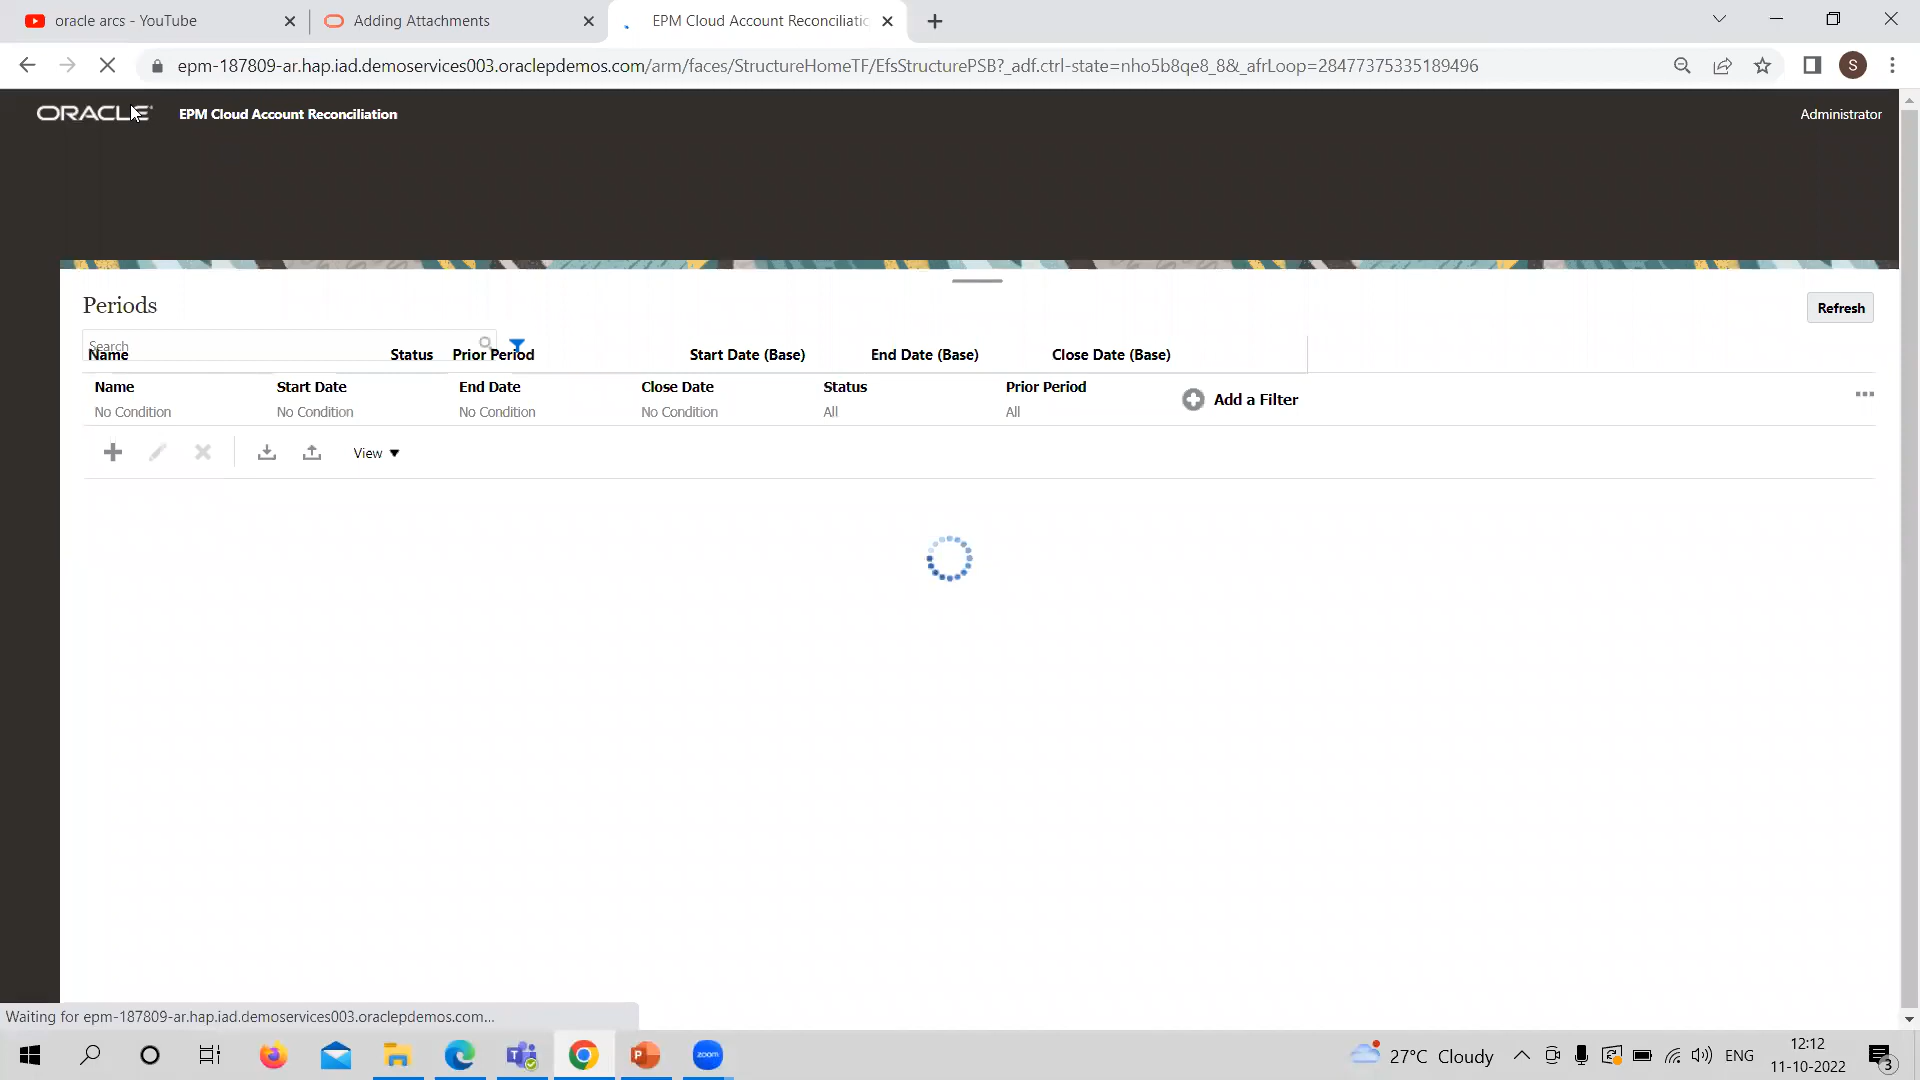 oracle arcs - YouTube
Adding Attachments
EPM Cloud Account Reconciliatic
epm-187809-ar.hap.iad.demoservices003.oraclepdemos.com/arm/faces/StructureHomeTF/EfsStructurePSB?_adf.ctrl-state=nho5b8qe8_8&_afrLoop=28477375335189496
S
ORACLE
EPM Cloud Account Reconciliation
Administrator
Periods
Refresh
Search
Name Status Prior Period Start Date (Base) End Date (Base) Close Date (Base)
Name Start Date End Date Close Date Status Prior Period
Add a Filter
No Condition No Condition No Condition No Condition All All
View
Waiting for epm-187809-ar.hap.iad.demoservices003.oraclepdemos.com...
zoom
27°C Cloudy
ENG
12:12
11-10-2022
3